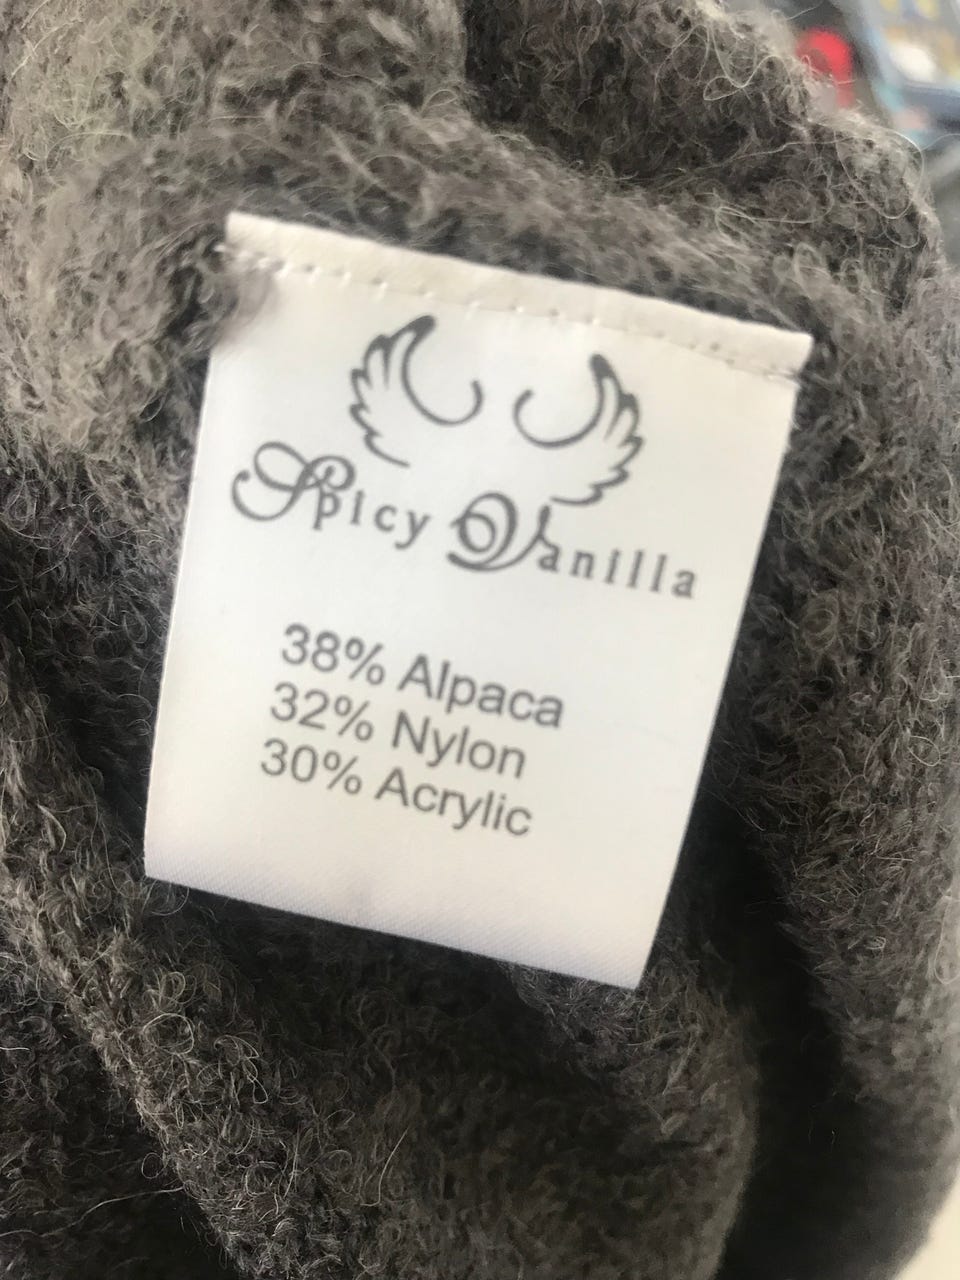 Spicy Vanilla
38% Alpaca
32% Nylon
30% Acrylic